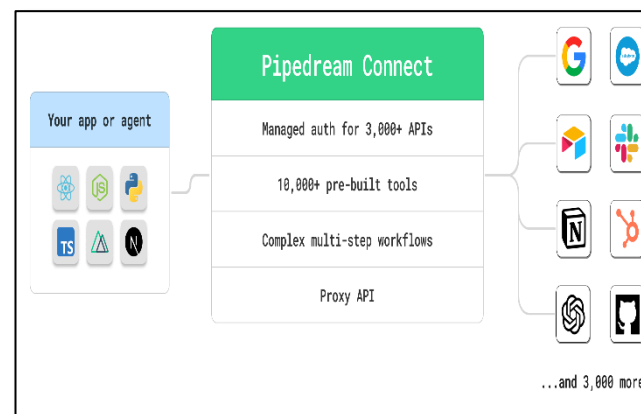 Your app or agent
TS
N
Pipedream Connect
Managed auth for 3,000+ APIs
10,000+ pre-built tools
Complex multi-step workflows
Proxy API
G
N
...and 3,000 more